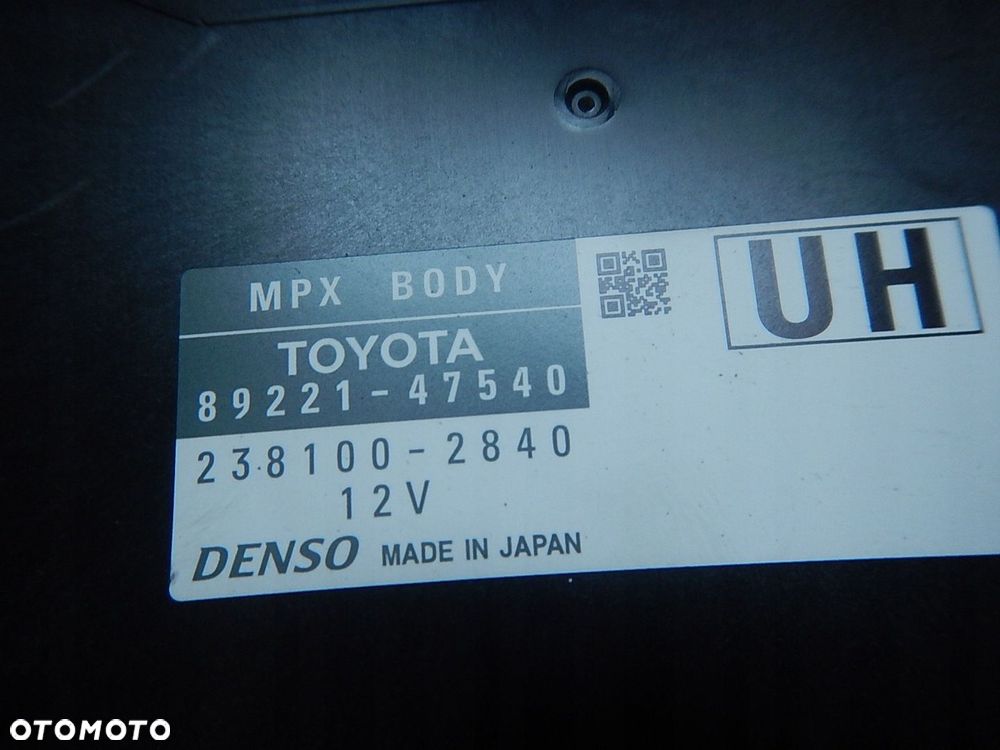 MPX BODY
UH
TOYOTA
89221-47540
238100-2840
12V
DENSO MADE IN JAPAN
OTOMOTO